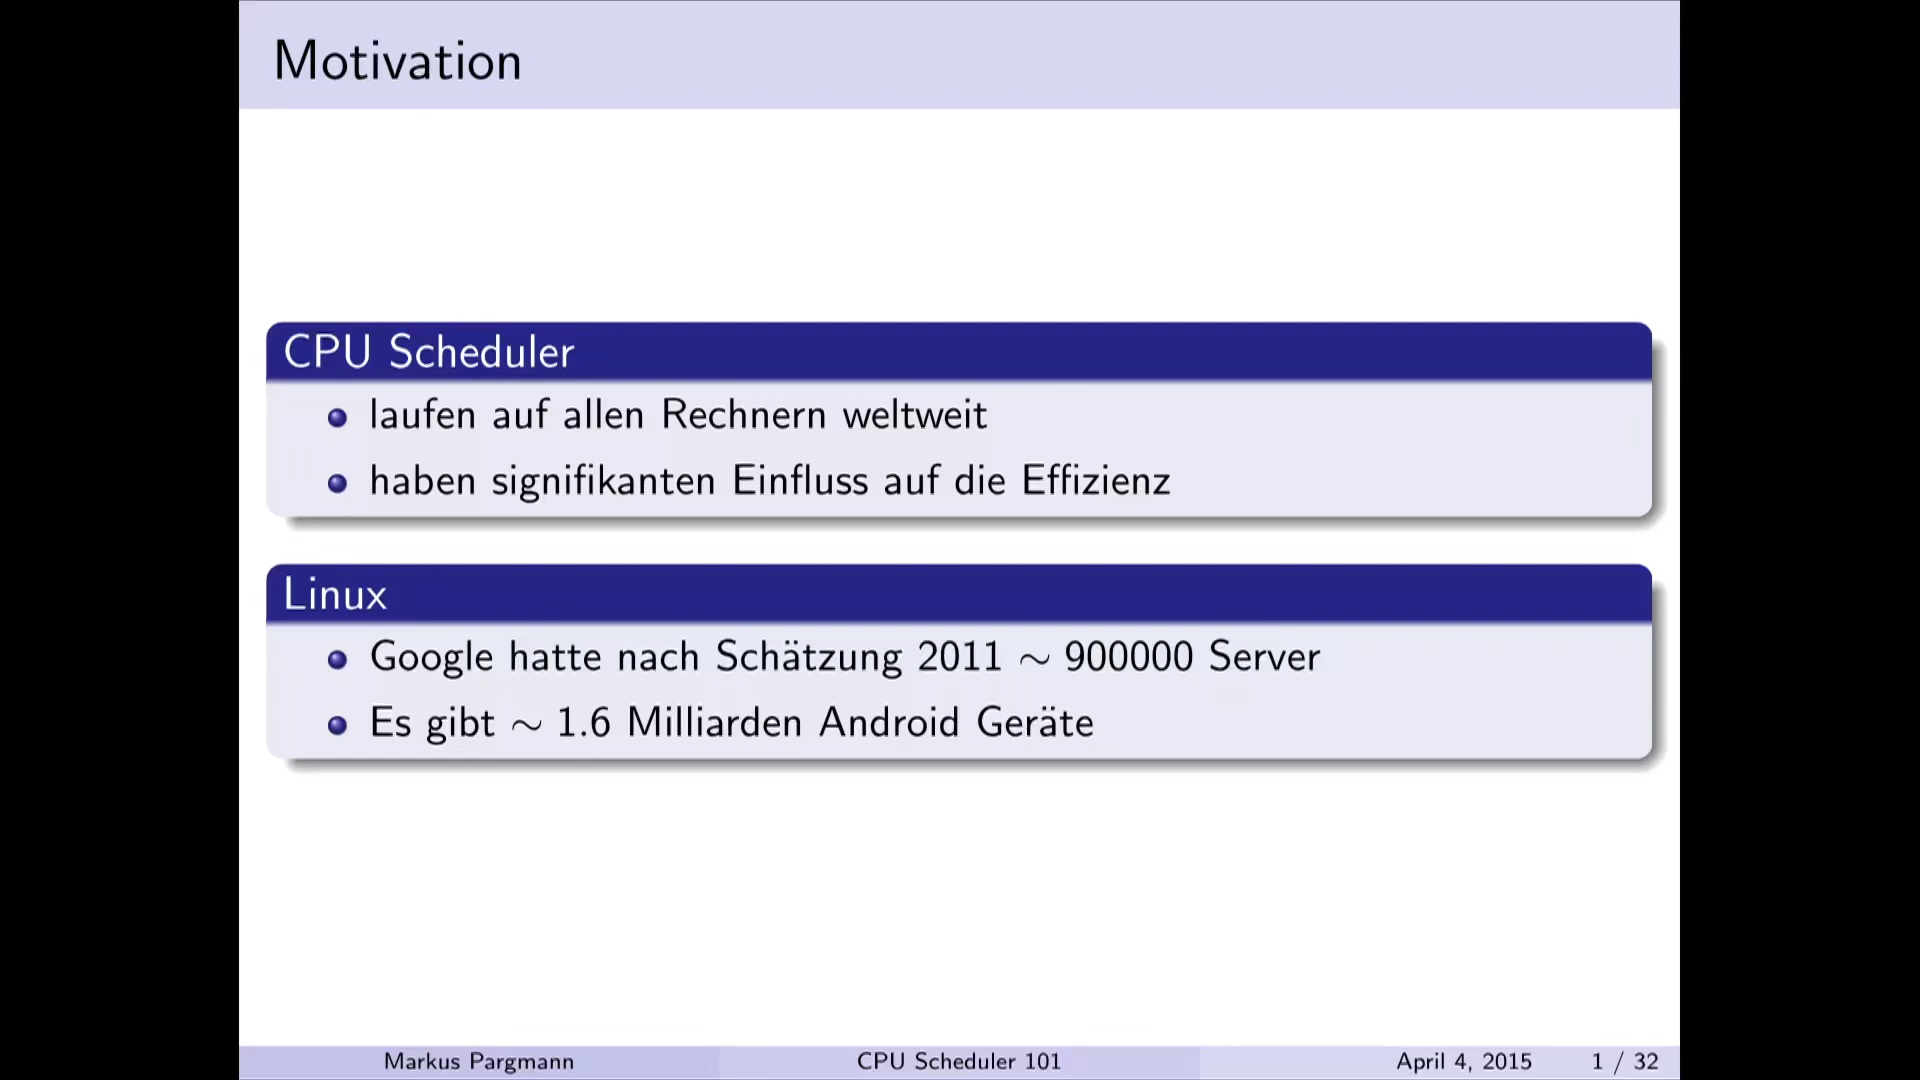 Motivation
CPU Scheduler
laufen auf allen Rechnern weltweit
haben signifikanten Einfluss auf die Effizienz
Linux
Google hatte nach Schätzung 2011 ∼ 900000 Server
Es gibt ∼ 1.6 Milliarden Android Geräte
Markus Pargmann CPU Scheduler 101 April 4, 2015 1 / 32